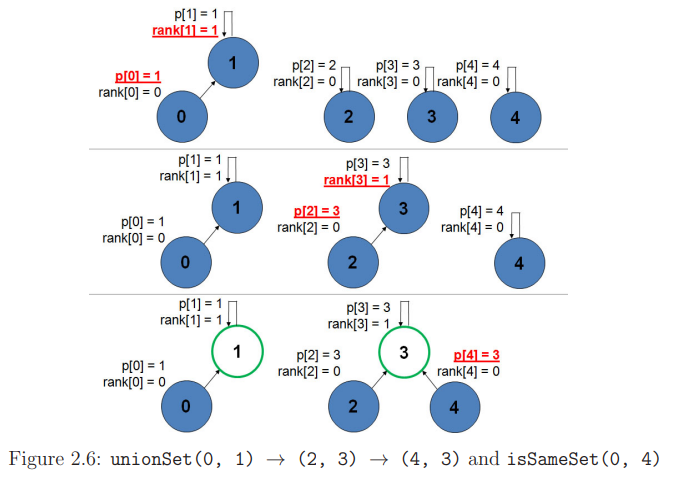 p[1] = 1
rank[1] = 1
p[0] = 1
rank[0] = 0
1
0
p[2] = 2
rank[2] = 0
2
p[3] = 3
rank[3] = 0
3
p[4] = 4
rank[4] = 0
4
p[1] = 1
rank[1] = 1
p[0] = 1
rank[0] = 0
1
0
p[3] = 3
rank[3] = 1
p[2] = 3
rank[2] = 0
3
2
p[4] = 4
rank[4] = 0
4
p[1] = 1
rank[1] = 1
p[0] = 1
rank[0] = 0
1
0
p[3] = 3
rank[3] = 1
p[2] = 3
rank[2] = 0
3
2
p[4] = 3
rank[4] = 0
4
Figure 2.6: unionSet(0, 1) → (2, 3) → (4, 3) and isSameSet(0, 4)